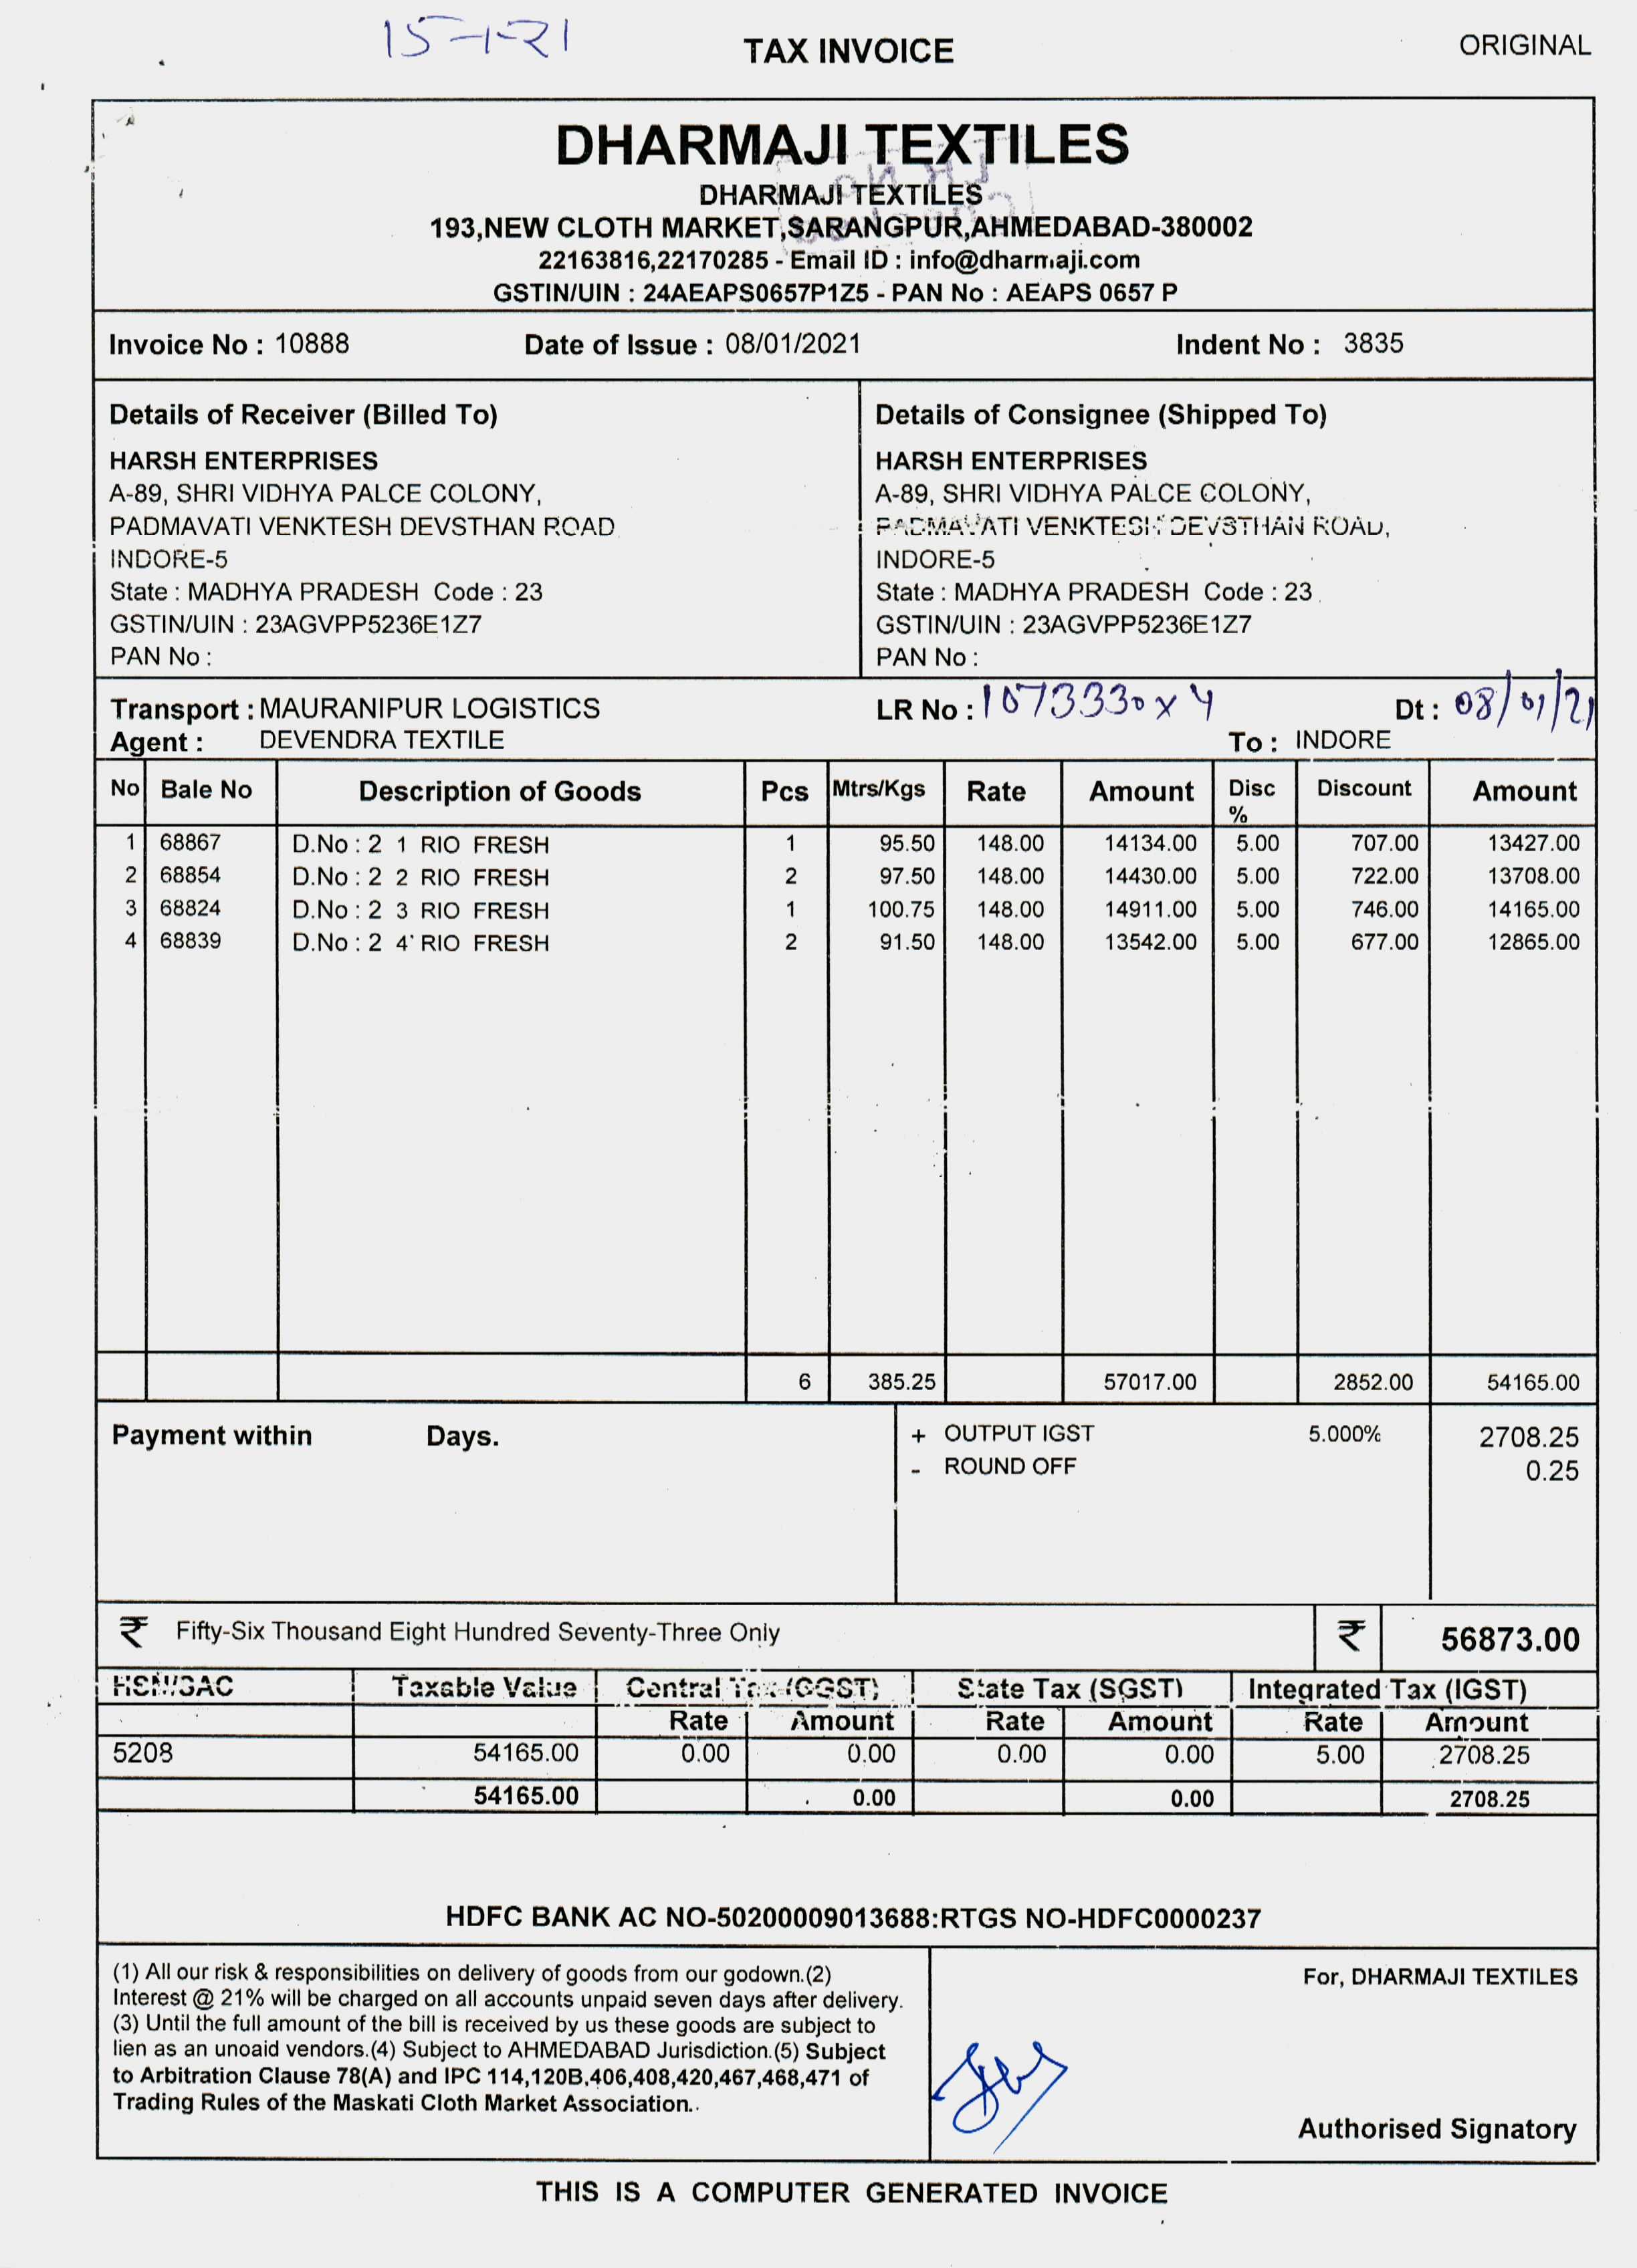 15-1-21
TAX INVOICE
ORIGINAL
DHARMAJI TEXTILES
DHARMAJI TEXTILES
193,NEW CLOTH MARKET,SARANGPUR,AHMEDABAD-380002
22163816,22170285 - Email ID : info@dharmaji.com
GSTIN/UIN : 24AEAPS0657P1Z5 - PAN No : AEAPS 0657 P
Invoice No : 10888 Date of Issue : 08/01/2021 Indent No : 3835
Details of Receiver (Billed To)
HARSH ENTERPRISES
A-89, SHRI VIDHYA PALCE COLONY,
PADMAVATI VENKTESH DEVSTHAN ROAD
INDORE-5
State : MADHYA PRADESH Code : 23
GSTIN/UIN : 23AGVPP5236E1Z7
PAN No :
Details of Consignee (Shipped To)
HARSH ENTERPRISES
A-89, SHRI VIDHYA PALCE COLONY,
PADMAVATI VENKTESH DEVSTHAN ROAD,
INDORE-5
State : MADHYA PRADESH Code : 23
GSTIN/UIN : 23AGVPP5236E1Z7
PAN No :
Transport : MAURANIPUR LOGISTICS LR No : 1073330x4 Dt : 08/01/21
Agent : DEVENDRA TEXTILE To : INDORE
No Bale No Description of Goods Pcs Mtrs/Kgs Rate Amount Disc % Discount Amount
1 68867 D.No : 2 1 RIO FRESH 1 95.50 148.00 14134.00 5.00 707.00 13427.00
2 68854 D.No : 2 2 RIO FRESH 2 97.50 148.00 14430.00 5.00 722.00 13708.00
3 68824 D.No : 2 3 RIO FRESH 1 100.75 148.00 14911.00 5.00 746.00 14165.00
4 68839 D.No : 2 4 RIO FRESH 2 91.50 148.00 13542.00 5.00 677.00 12865.00
6 385.25 57017.00 2852.00 54165.00
Payment within Days.
+ OUTPUT IGST 5.000% 2708.25
- ROUND OFF 0.25
₹ Fifty-Six Thousand Eight Hundred Seventy-Three Only ₹ 56873.00
HSN/SAC Taxable Value Central Tax (CGST) State Tax (SGST) Integrated Tax (IGST)
Rate Amount Rate Amount Rate Amount
5208 54165.00 0.00 0.00 0.00 0.00 5.00 2708.25
54165.00 0.00 0.00 2708.25
HDFC BANK AC NO-50200009013688:RTGS NO-HDFC0000237
(1) All our risk & responsibilities on delivery of goods from our godown.(2)
Interest @ 21% will be charged on all accounts unpaid seven days after delivery.
(3) Until the full amount of the bill is received by us these goods are subject to
lien as an unoaid vendors.(4) Subject to AHMEDABAD Jurisdiction.(5) Subject
to Arbitration Clause 78(A) and IPC 114,120B,406,408,420,467,468,471 of
Trading Rules of the Maskati Cloth Market Association..
For, DHARMAJI TEXTILES
Authorised Signatory
THIS IS A COMPUTER GENERATED INVOICE